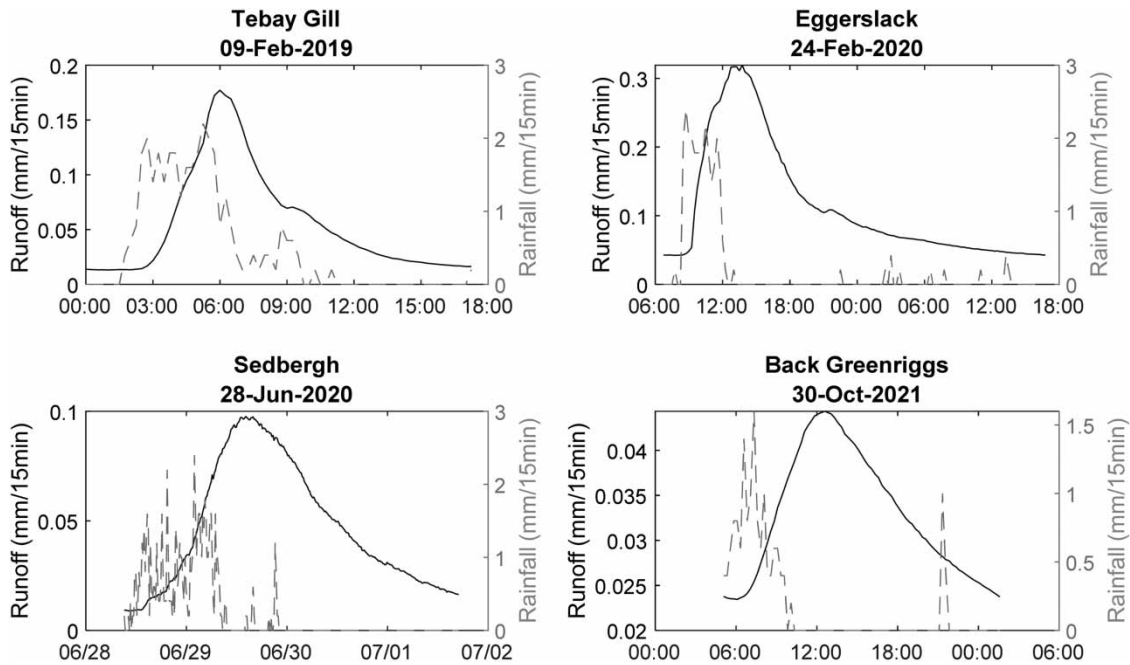 Tebay Gill
09-Feb-2019
0.2
0.15
0.1
0.05
0
Runoff (mm/15min)
3
2
1
0
Rainfall (mm/15min)
00:00 03:00 06:00 09:00 12:00 15:00 18:00
Eggerslack
24-Feb-2020
0.3
0.2
0.1
0
Runoff (mm/15min)
3
2
1
0
Rainfall (mm/15min)
06:00 12:00 18:00 00:00 06:00 12:00 18:00
Sedbergh
28-Jun-2020
0.1
0.05
0
Runoff (mm/15min)
3
2
1
0
Rainfall (mm/15min)
06/28 06/29 06/30 07/01 07/02
Back Greenriggs
30-Oct-2021
0.04
0.035
0.03
0.025
0.02
Runoff (mm/15min)
1.5
1
0.5
0
Rainfall (mm/15min)
00:00 06:00 12:00 18:00 00:00 06:00